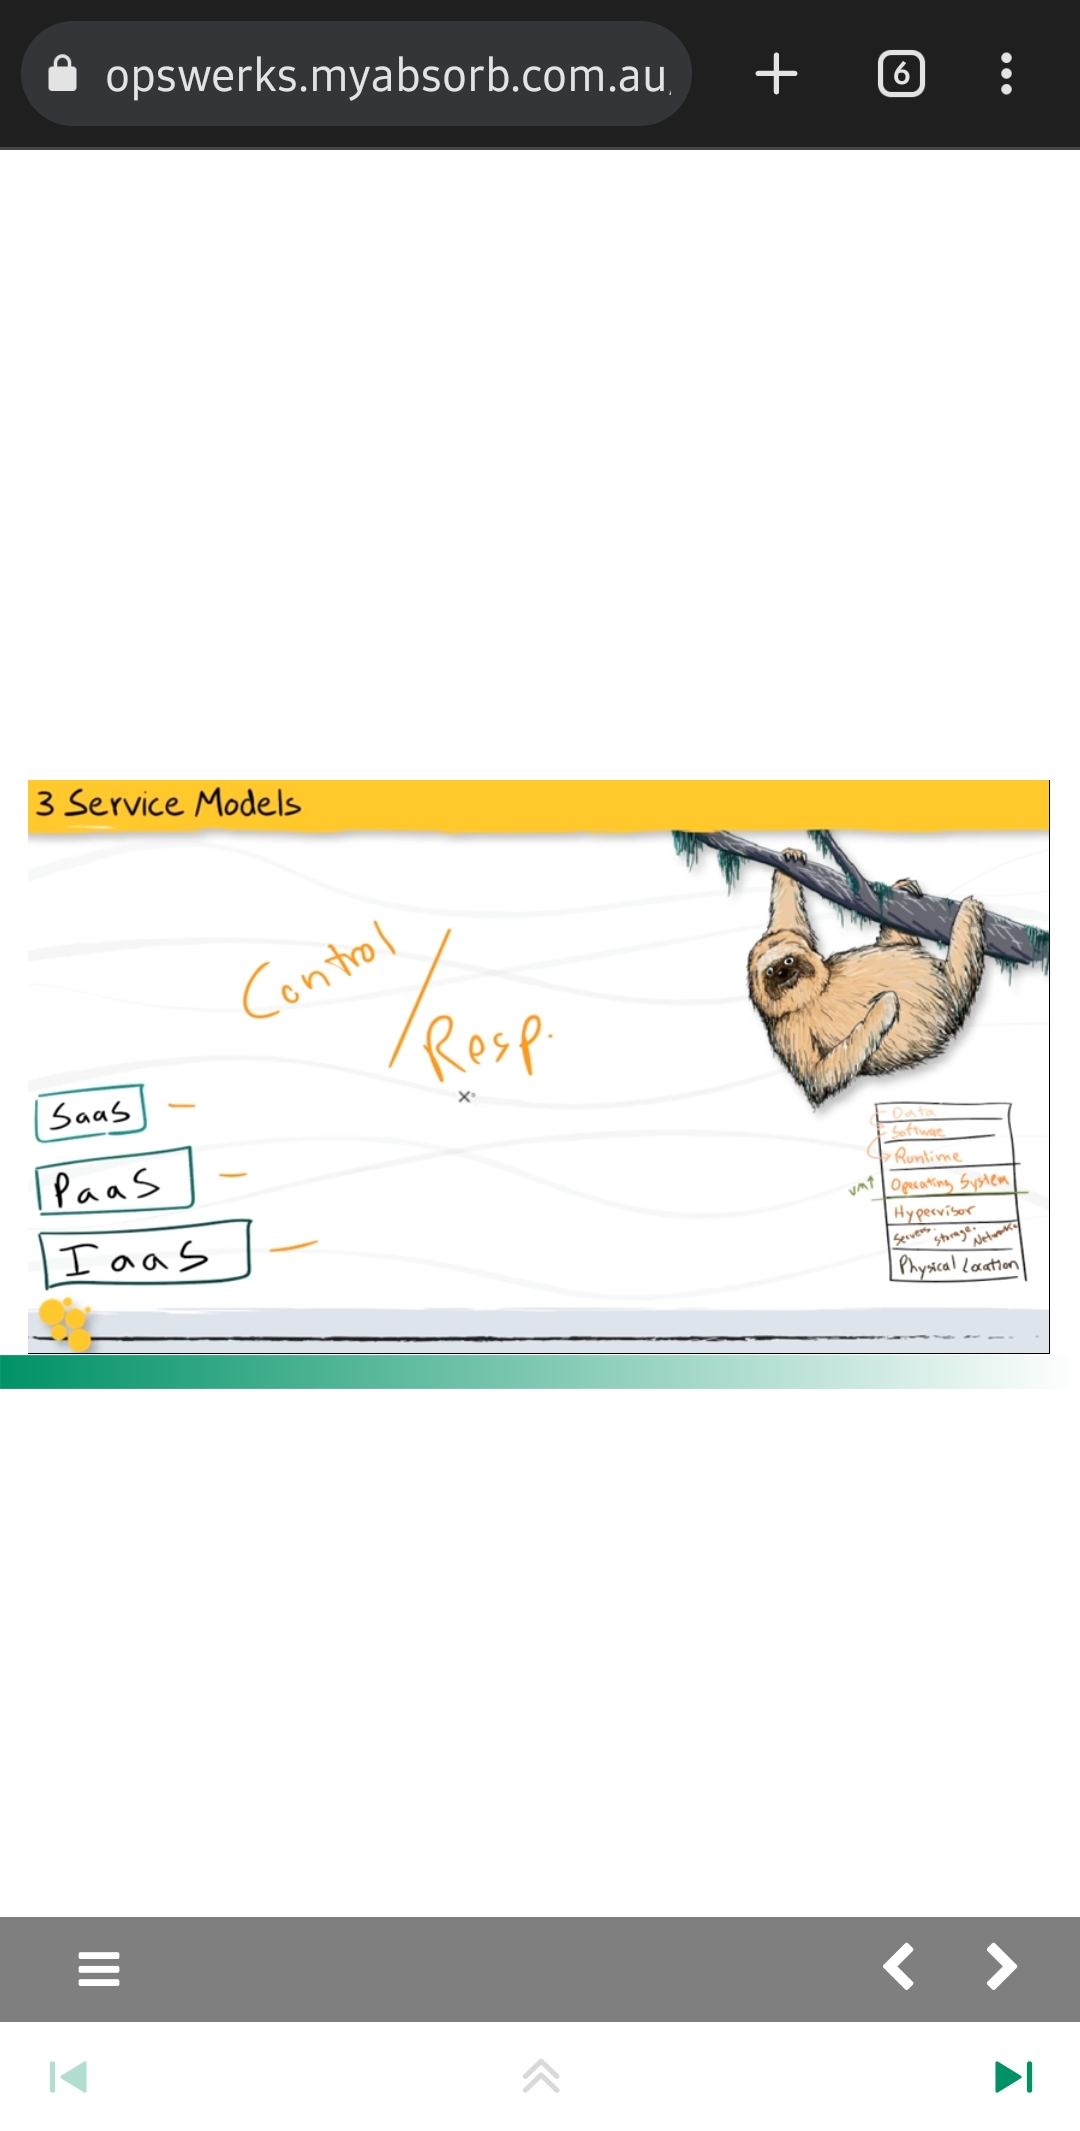 opswerks.myabsorb.com.au
6
3 Service Models
Control
/ Resp.
SaaS –
PaaS –
IaaS –
Data
Software
Runtime
VM↑
Operating System
Hypervisor
Servers. Storage. Network
Physical Location